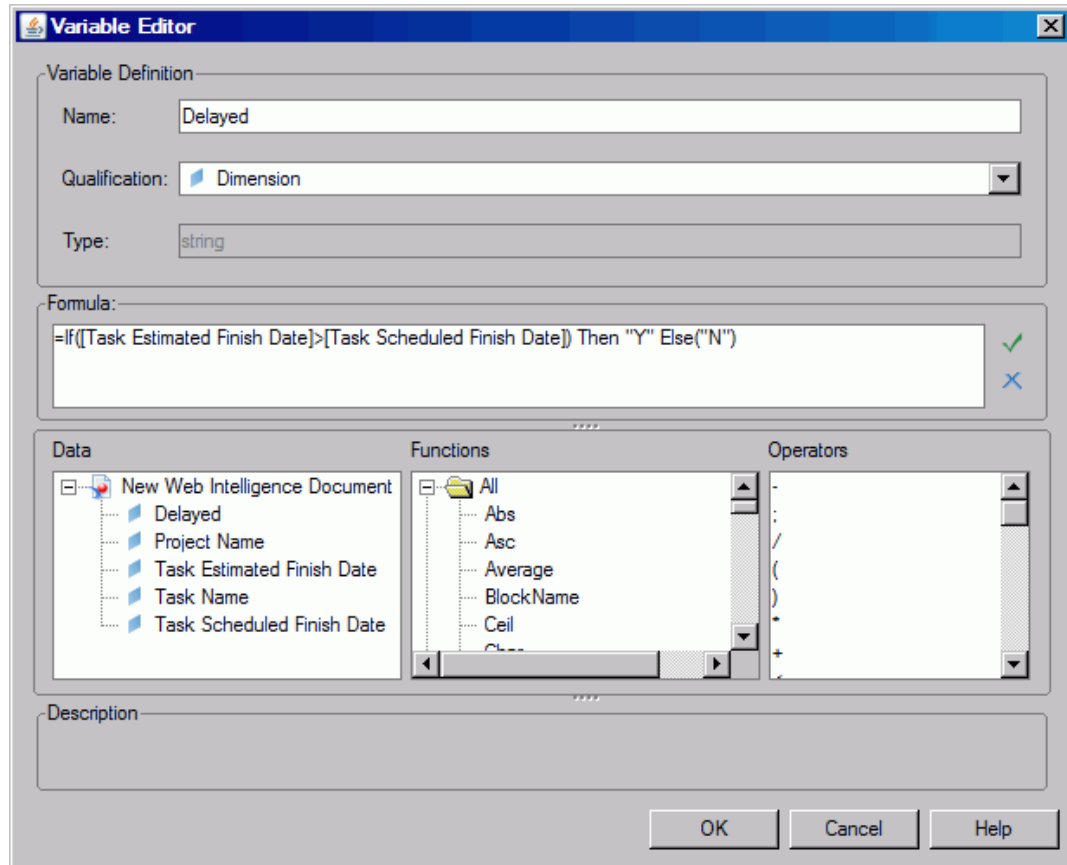 Variable Editor
Variable Definition
Name: Delayed
Qualification: Dimension
Type: string
Formula:
=If([Task Estimated Finish Date]>[Task Scheduled Finish Date]) Then "Y" Else("N")
Data Functions Operators
New Web Intelligence Document All -
Delayed Abs ;
Project Name Asc /
Task Estimated Finish Date Average (
Task Name BlockName )
Task Scheduled Finish Date Ceil *
+
Description
OK Cancel Help